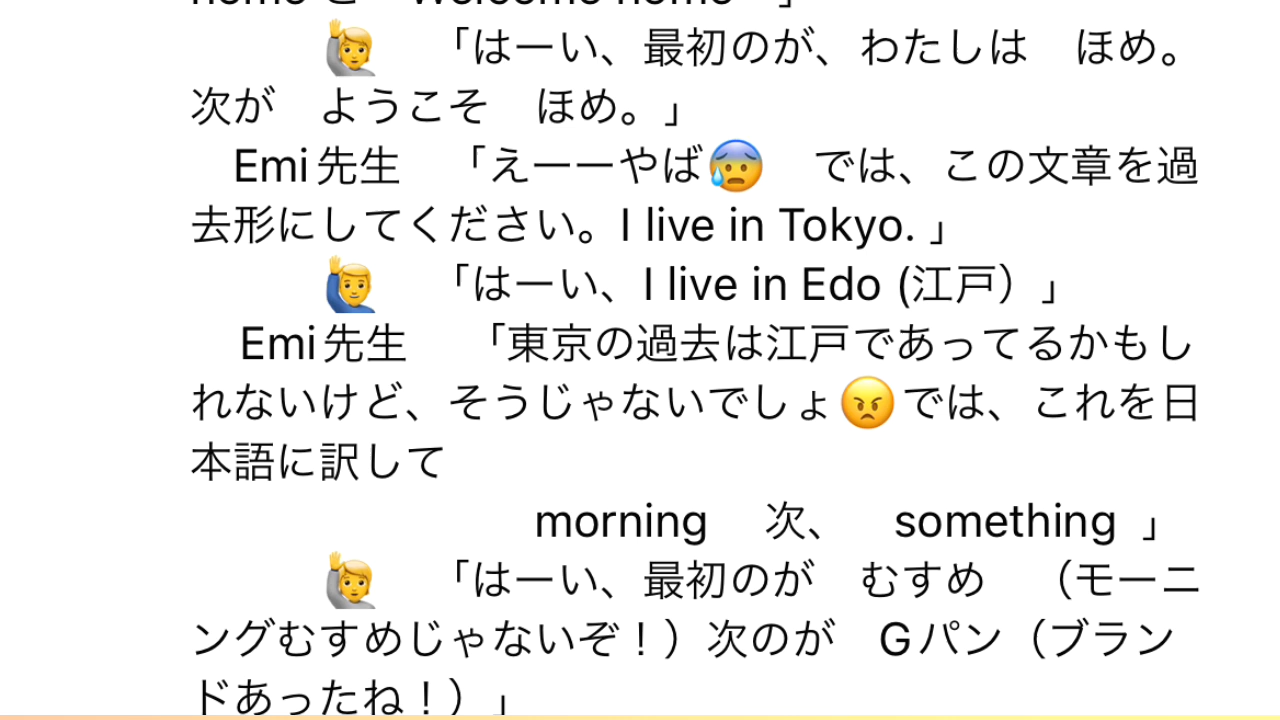 home と　Welcome home　」
🙋「はーい、最初のが、わたしは　ほめ。
次が　ようこそ　ほめ。」
Emi先生　「えーーやば😰　では、この文章を過
去形にしてください。I live in Tokyo. 」
🙋‍♂️「はーい、I live in Edo (江戸）」
Emi先生　「東京の過去は江戸であってるかもし
れないけど、そうじゃないでしょ😠では、これを日
本語に訳して
morning　次、　something 」
🙋「はーい、最初のが　むすめ　（モーニ
ングむすめじゃないぞ！）次のが　Gパン（ブラン
ドあったね！）」